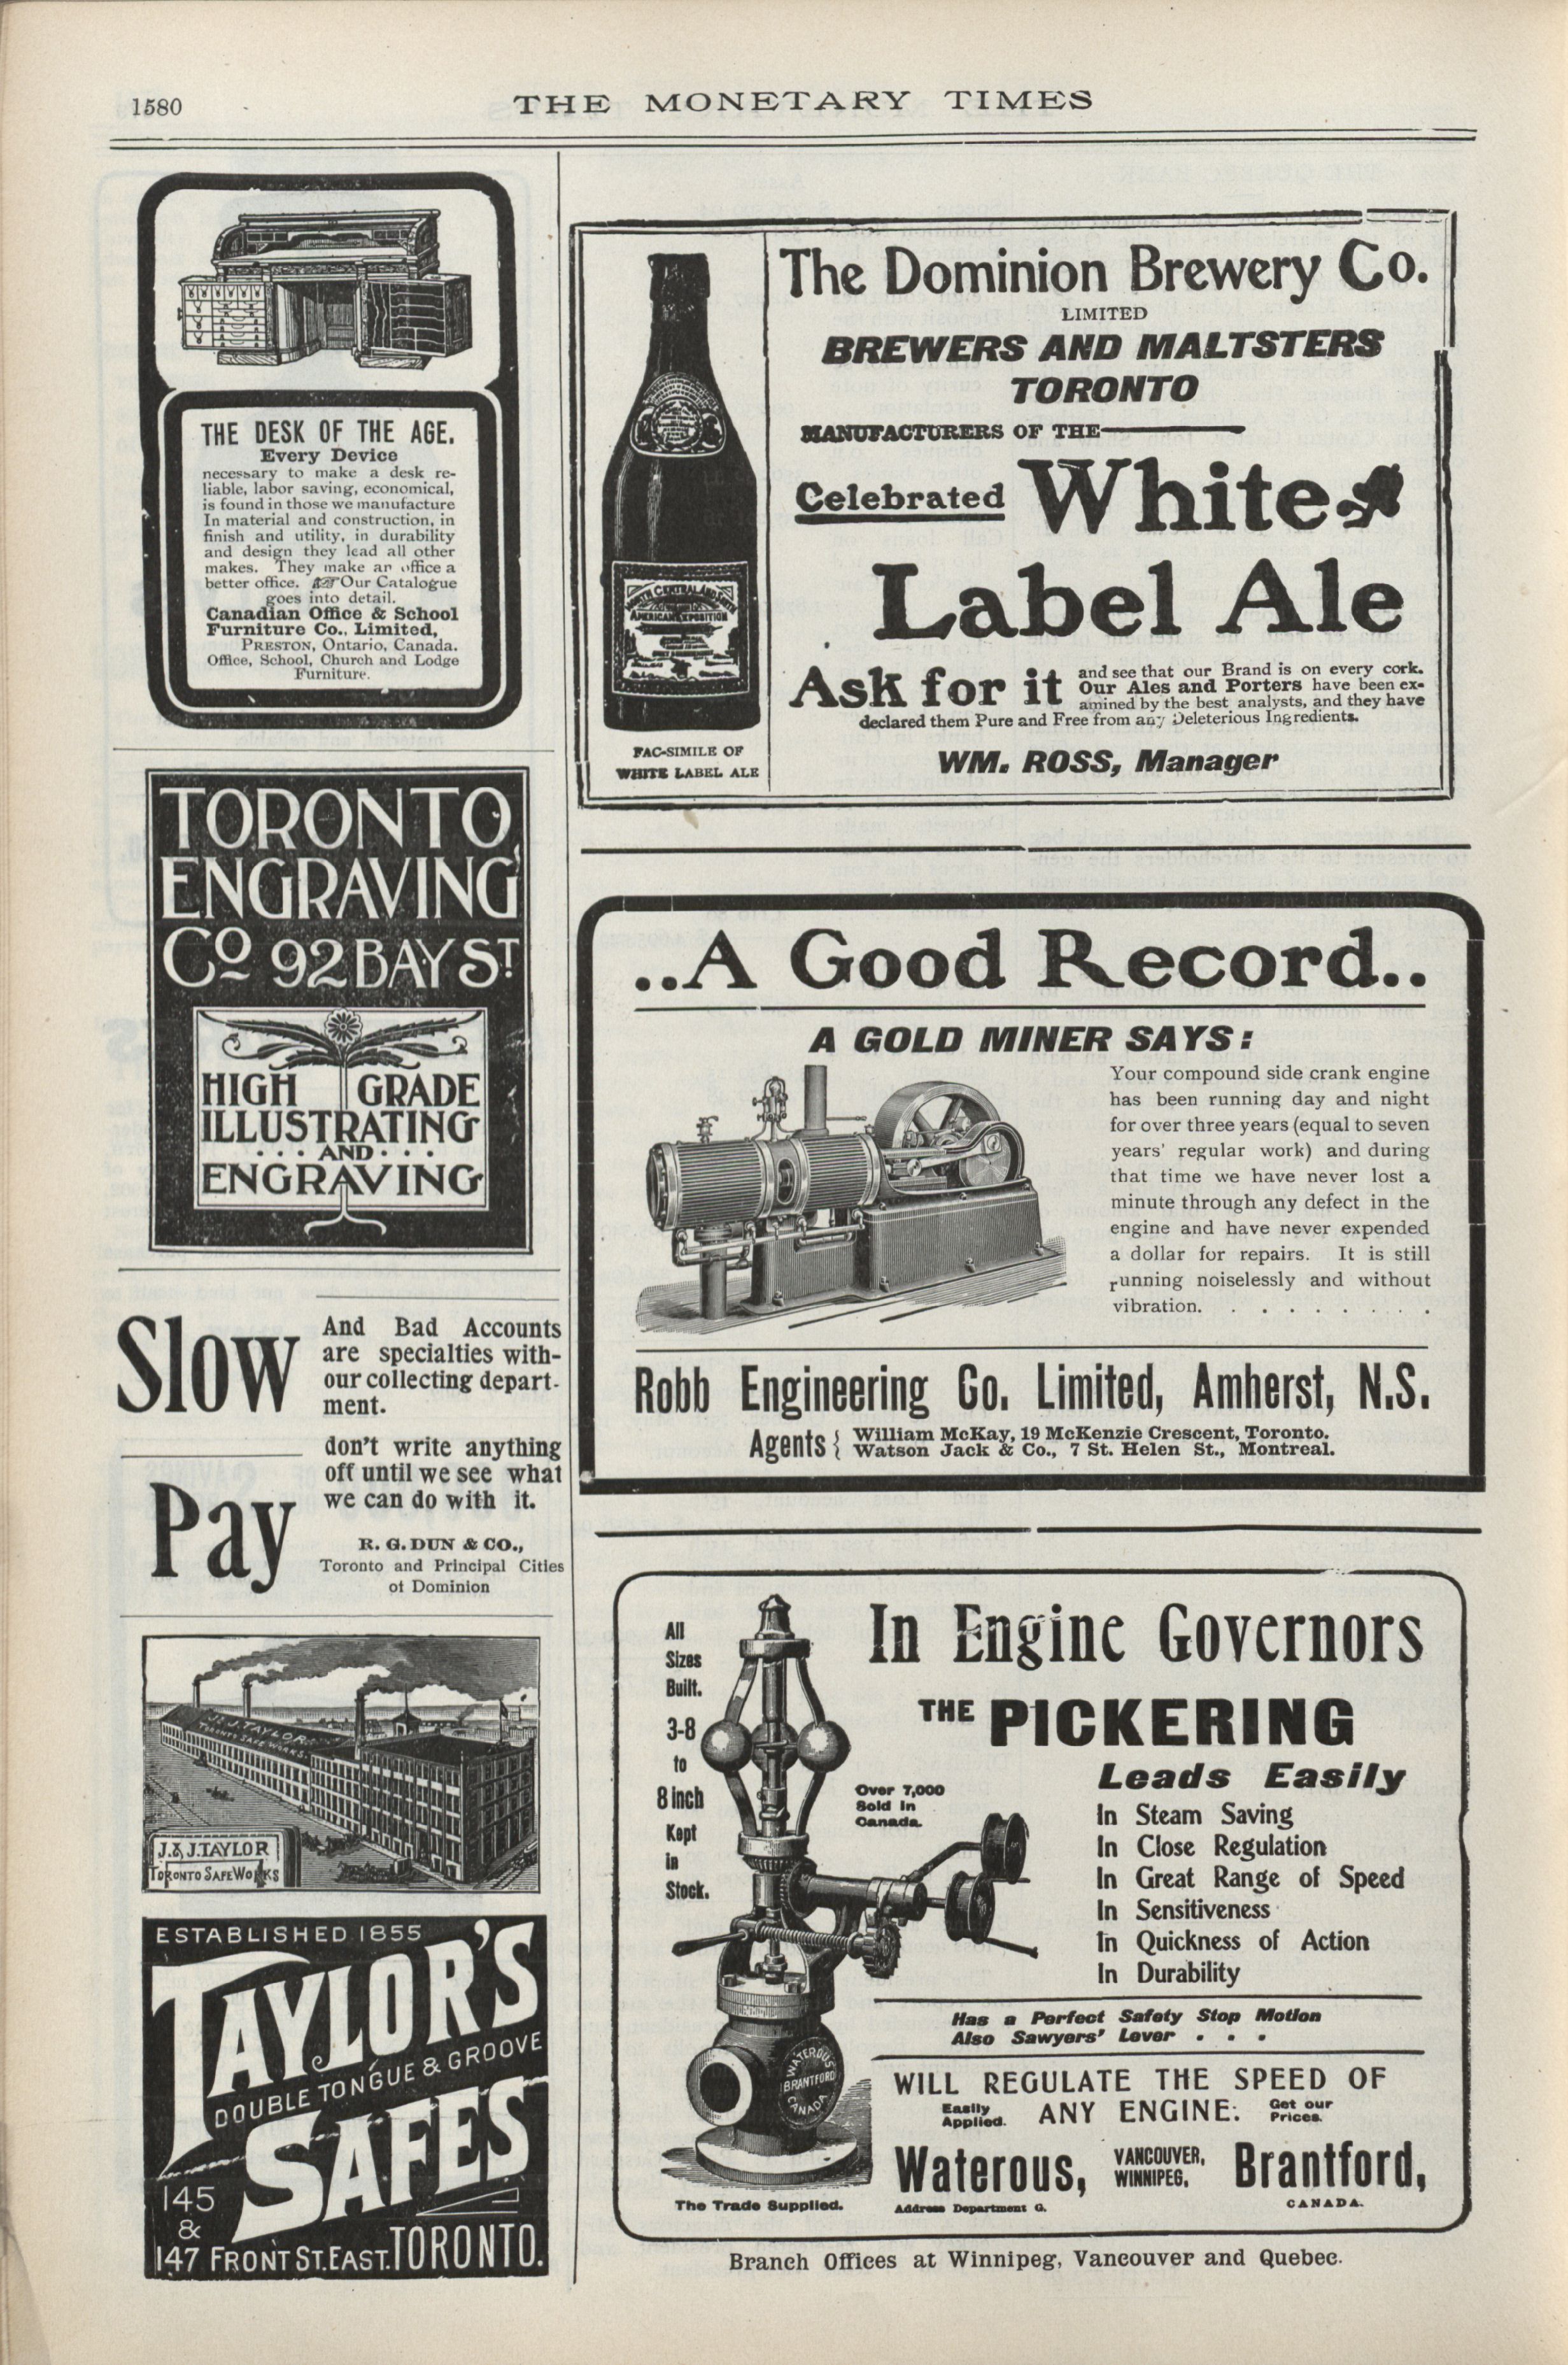 1580
THE MONETARY TIMES
THE DESK OF THE AGE.
Every Device
necessary to make a desk re-
liable, labor saving, economical,
is found in those we manufacture
In material and construction, in
finish and utility, in durability
and design they lead all other
makes. They make an office a
better office. Our Catalogue
goes into detail.
Canadian Office & School
Furniture Co., Limited,
PRESTON, Ontario, Canada.
Office, School, Church and Lodge
Furniture.
TORONTO
ENGRAVING
Co 92 BAY ST
HIGH GRADE
ILLUSTRATING
. . . AND . . .
ENGRAVING
Slow
And Bad Accounts
are specialties with-
our collecting depart-
ment.
Pay
don't write anything
off until we see what
we can do with it.
R. G. DUN & CO.,
Toronto and Principal Cities
ot Dominion
J. & J. TAYLOR
TORONTO SAFE WORKS.
J. & J. TAYLOR
TORONTO SAFE WORKS
ESTABLISHED 1855
TAYLOR'S
DOUBLE TONGUE & GROOVE
SAFES
145
&
147 FRONT ST. EAST. TORONTO.
The Dominion Brewery Co.
LIMITED
BREWERS AND MALTSTERS
TORONTO
MANUFACTURERS OF THE
Celebrated White
Label Ale
Ask for it and see that our Brand is on every cork.
Our Ales and Porters have been ex-
amined by the best analysts, and they have
declared them Pure and Free from any Deleterious Ingredients.
WM. ROSS, Manager
NORTH CENTRAL AND SOUTH
AMERICAN EXPOSITION
FAC-SIMILE OF
WHITE LABEL ALE
..A Good Record..
A GOLD MINER SAYS:
Your compound side crank engine
has been running day and night
for over three years (equal to seven
years' regular work) and during
that time we have never lost a
minute through any defect in the
engine and have never expended
a dollar for repairs. It is still
running noiselessly and without
vibration. . . . . . . . .
Robb Engineering Co. Limited, Amherst, N.S.
Agents { William McKay, 19 McKenzie Crescent, Toronto.
Watson Jack & Co., 7 St. Helen St., Montreal.
All
Sizes
Built.
3-8
to
8 inch
Kept
in
Stock.
In Engine Governors
THE PICKERING
Leads Easily
Over 7,000
Sold in
Canada.
In Steam Saving
In Close Regulation
In Great Range of Speed
In Sensitiveness
In Quickness of Action
In Durability
Has a Perfect Safety Stop Motion
Also Sawyers' Lever . . .
WATEROUS
BRANTFORD
CANADA
WILL REGULATE THE SPEED OF
Easily
Applied. ANY ENGINE: Get our
Prices.
Waterous, VANCOUVER,
WINNIPEG, Brantford,
Address Department G. CANADA.
The Trade Supplied.
Branch Offices at Winnipeg, Vancouver and Quebec.